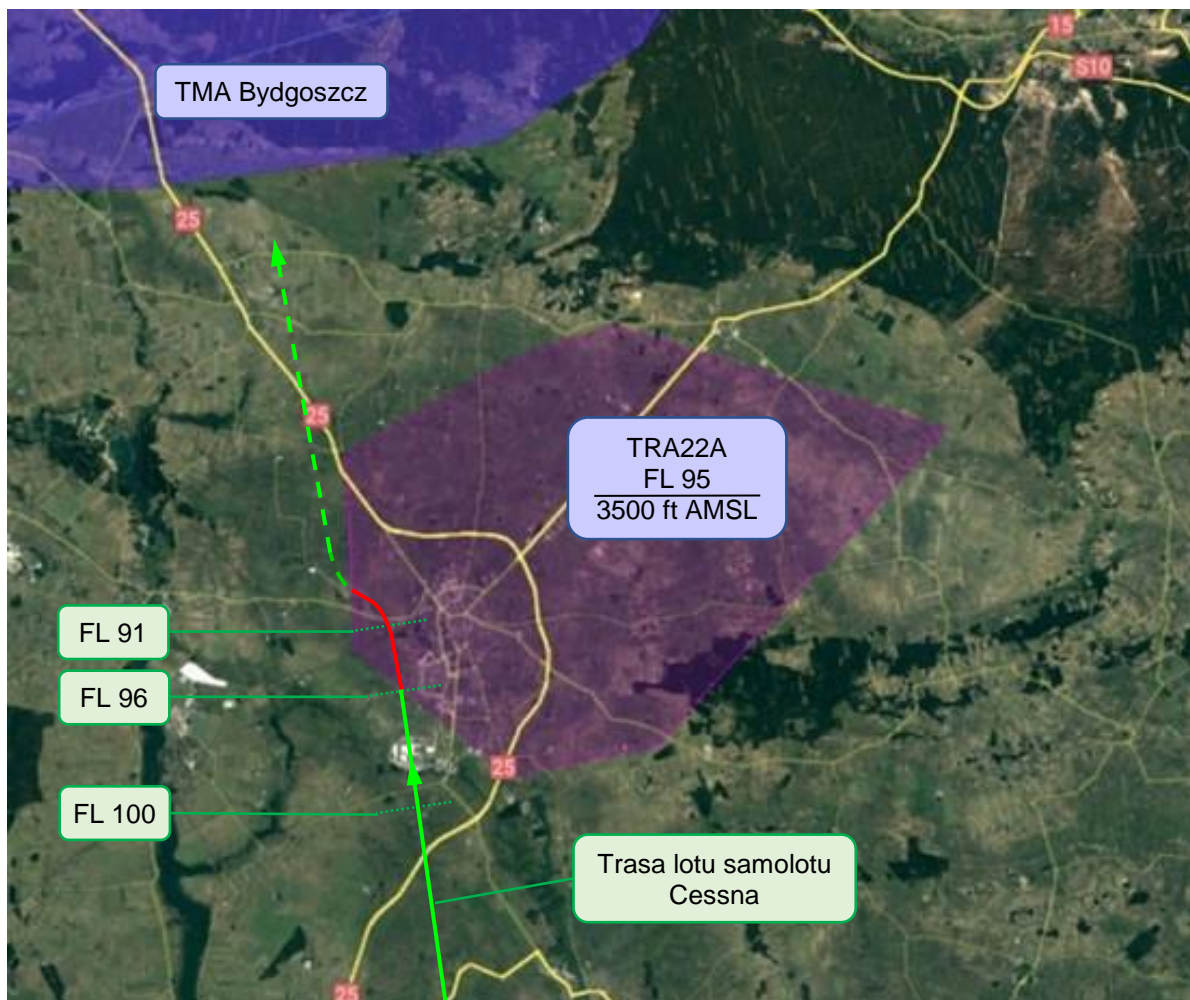 15
S10
TMA Bydgoszcz
25
25
TRA22A
FL 95
3500 ft AMSL
FL 91
FL 96
25
FL 100
Trasa lotu samolotu
Cessna
25